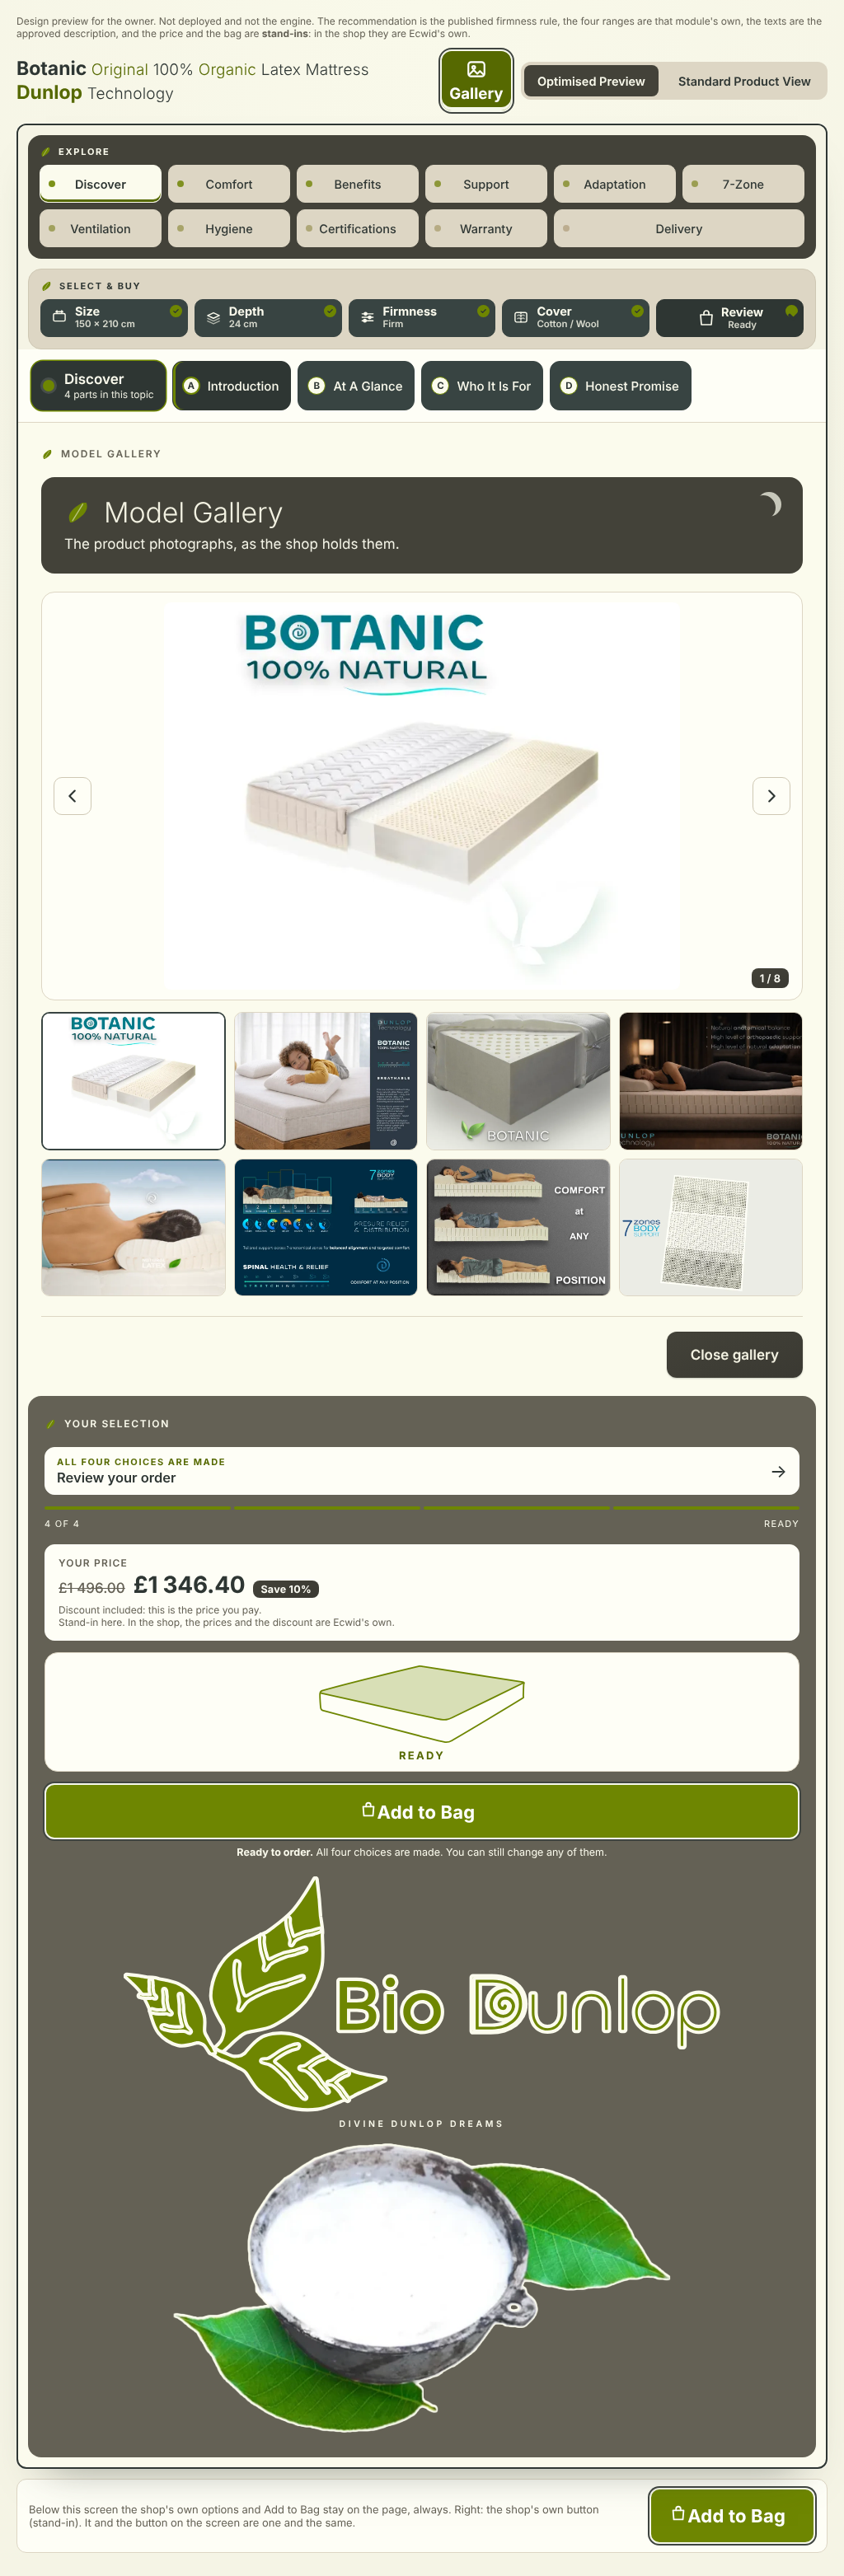 Design preview for the owner. Not deployed and not the engine. The recommendation is the published firmness rule, the four ranges are that module's own, the texts are the
approved description, and the price and the bag are stand-ins: in the shop they are Ecwid's own.
Botanic Original 100% Organic Latex Mattress
Dunlop Technology
Gallery
Optimised Preview
Standard Product View
EXPLORE
Discover
Comfort
Benefits
Support
Adaptation
7-Zone
Ventilation
Hygiene
Certifications
Warranty
Delivery
SELECT & BUY
Size
150 × 210 cm
Depth
24 cm
Firmness
Firm
Cover
Cotton / Wool
Review
Ready
Discover
4 parts in this topic
A Introduction
B At A Glance
C Who It Is For
D Honest Promise
MODEL GALLERY
Model Gallery
The product photographs, as the shop holds them.
BOTANIC
100% NATURAL
1 / 8
BOTANIC
100% NATURAL
BOTANIC
BREATHABLE
BOTANIC
7 zones
BODY
SPINAL HEALTH & RELIEF
COMFORT AT ANY POSITION
COMFORT
at
ANY
POSITION
7 zones
BODY
SUPPORT
Close gallery
YOUR SELECTION
ALL FOUR CHOICES ARE MADE
Review your order
4 OF 4
READY
YOUR PRICE
£1 496.00 £1 346.40 Save 10%
Discount included: this is the price you pay.
Stand-in here. In the shop, the prices and the discount are Ecwid's own.
READY
Add to Bag
Ready to order. All four choices are made. You can still change any of them.
Bio Dunlop
DIVINE DUNLOP DREAMS
Below this screen the shop's own options and Add to Bag stay on the page, always. Right: the shop's own button
(stand-in). It and the button on the screen are one and the same.
Add to Bag